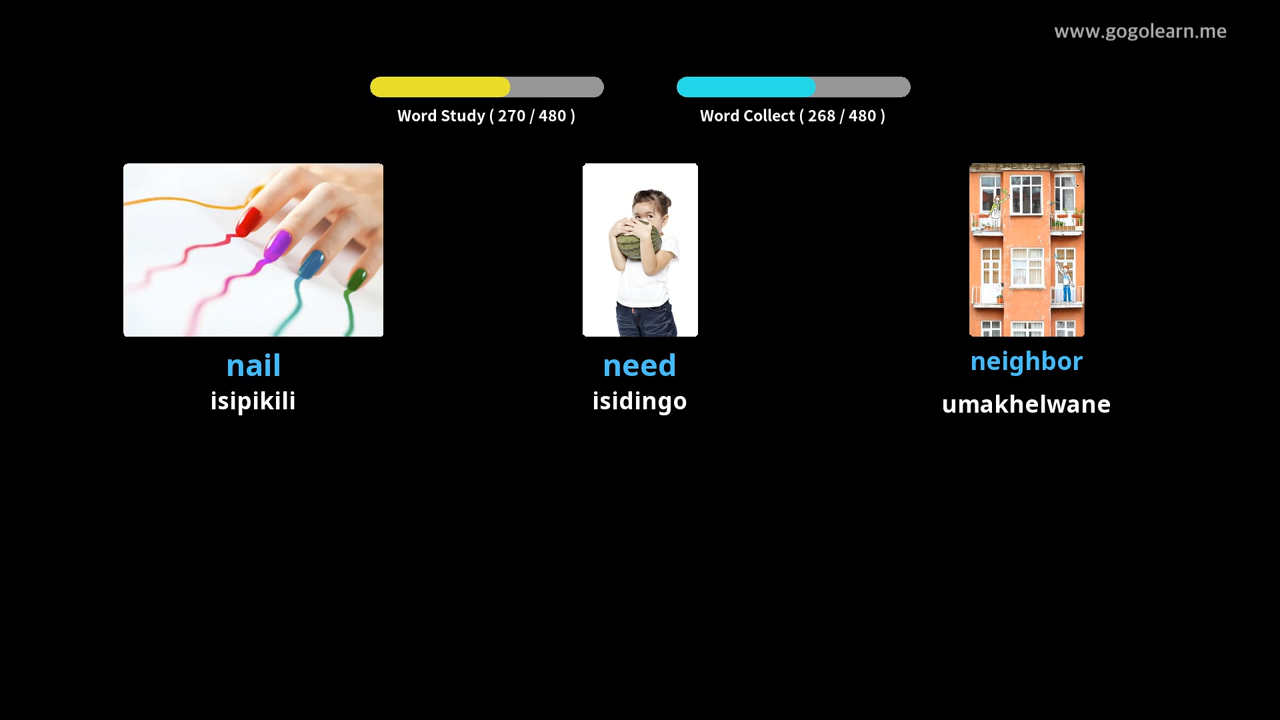 www.gogolearn.me
Word Study ( 270 / 480 )
Word Collect ( 268 / 480 )
nail
isipikili
need
isidingo
neighbor
umakhelwane